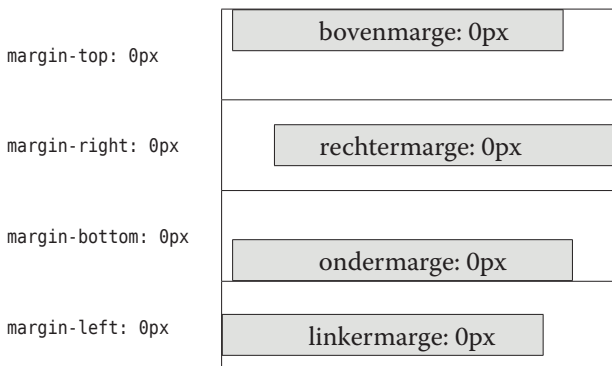 bovenmarge: 0px
margin-top: 0px
margin-right: 0px
rechtermarge: 0px
margin-bottom: 0px
ondermarge: 0px
margin-left: 0px
linkermarge: 0px